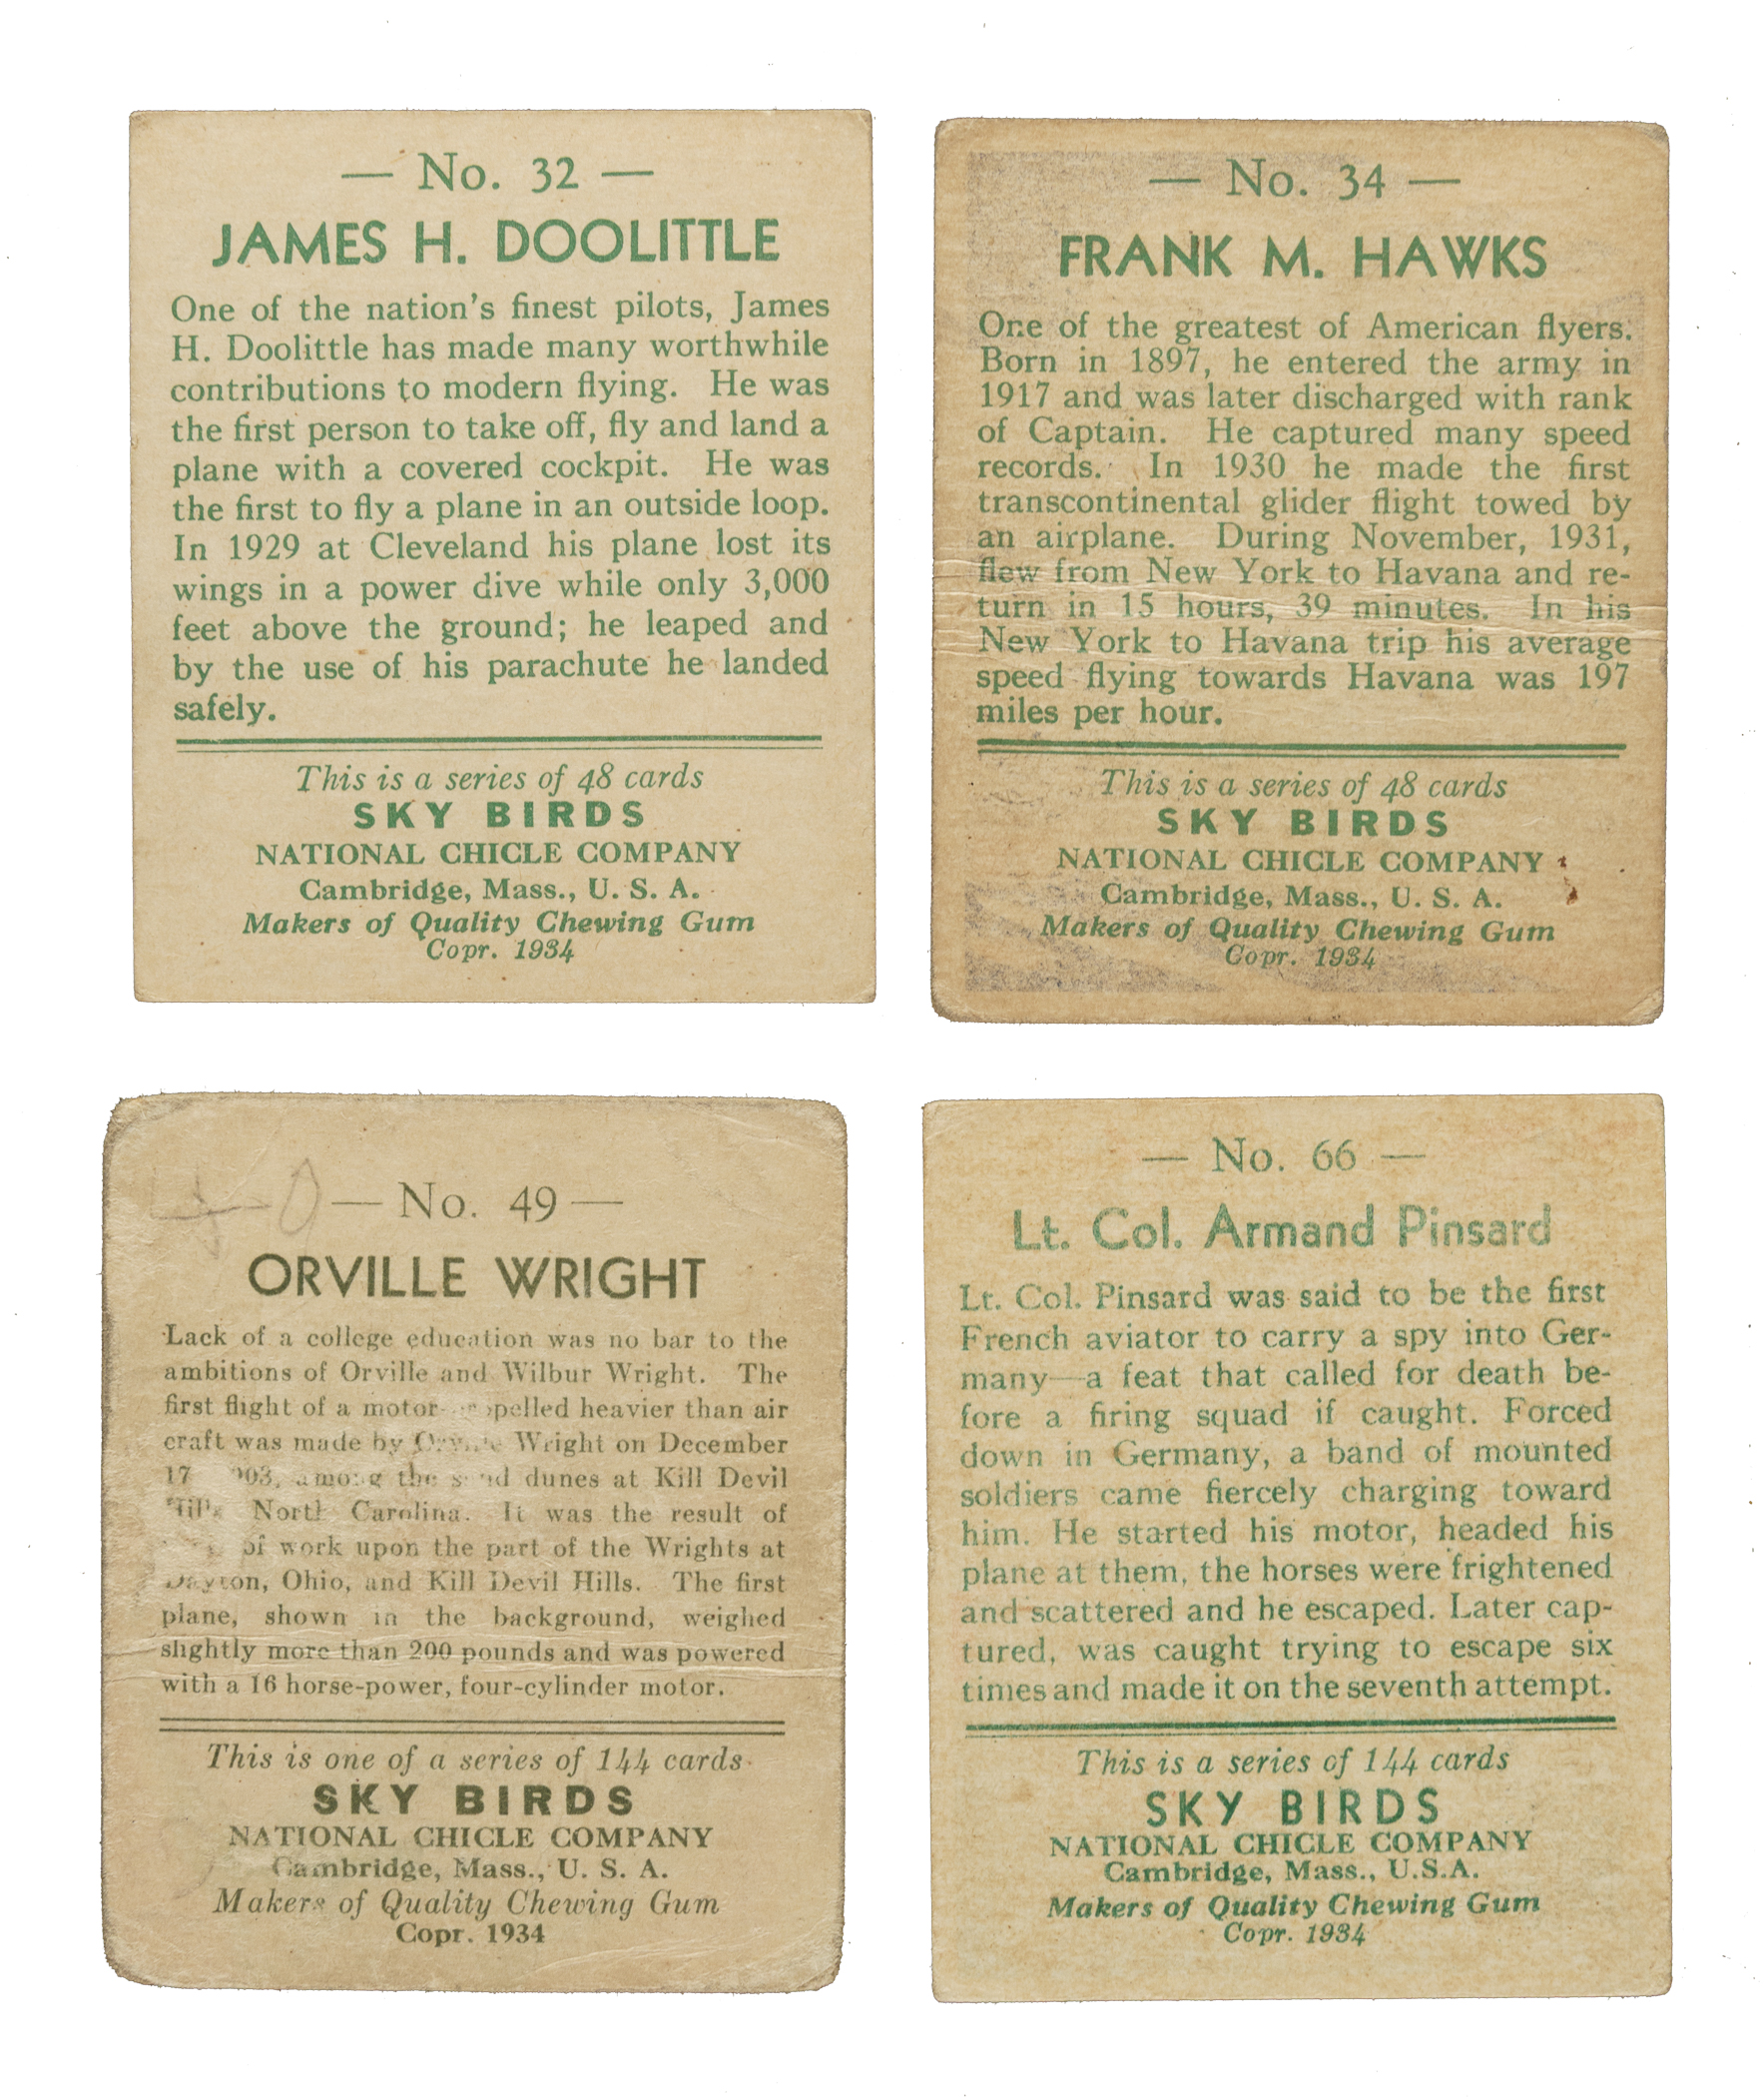 — No. 32 —
JAMES H. DOOLITTLE
One of the nation's finest pilots, James
H. Doolittle has made many worthwhile
contributions to modern flying. He was
the first person to take off, fly and land a
plane with a covered cockpit. He was
the first to fly a plane in an outside loop.
In 1929 at Cleveland his plane lost its
wings in a power dive while only 3,000
feet above the ground; he leaped and
by the use of his parachute he landed
safely.
This is a series of 48 cards
SKY BIRDS
NATIONAL CHICLE COMPANY
Cambridge, Mass., U. S. A.
Makers of Quality Chewing Gum
Copr. 1934
— No. 34 —
FRANK M. HAWKS
One of the greatest of American flyers.
Born in 1897, he entered the army in
1917 and was later discharged with rank
of Captain. He captured many speed
records. In 1930 he made the first
transcontinental glider flight towed by
an airplane. During November, 1931,
flew from New York to Havana and re-
turn in 15 hours, 39 minutes. In his
New York to Havana trip his average
speed flying towards Havana was 197
miles per hour.
This is a series of 48 cards
SKY BIRDS
NATIONAL CHICLE COMPANY
Cambridge, Mass., U. S. A.
Makers of Quality Chewing Gum
Copr. 1934
— No. 49 —
ORVILLE WRIGHT
Lack of a college education was no bar to the
ambitions of Orville and Wilbur Wright. The
first flight of a motor heavier than air
craft was made by Orville Wright on December
17 among the sand dunes at Kill Devil
Hills North Carolina. It was the result of
of work upon the part of the Wrights at
Dayton, Ohio, and Kill Devil Hills. The first
plane, shown in the background, weighed
slightly more than 200 pounds and was powered
with a 16 horse-power, four-cylinder motor.
This is one of a series of 144 cards
SKY BIRDS
NATIONAL CHICLE COMPANY
Cambridge, Mass., U. S. A.
Makers of Quality Chewing Gum
Copr. 1934
— No. 66 —
Lt. Col. Armand Pinsard
Lt. Col. Pinsard was said to be the first
French aviator to carry a spy into Ger-
many—a feat that called for death be-
fore a firing squad if caught. Forced
down in Germany, a band of mounted
soldiers came fiercely charging toward
him. He started his motor, headed his
plane at them, the horses were frightened
and scattered and he escaped. Later cap-
tured, was caught trying to escape six
times and made it on the seventh attempt.
This is a series of 144 cards
SKY BIRDS
NATIONAL CHICLE COMPANY
Cambridge, Mass., U.S.A.
Makers of Quality Chewing Gum
Copr. 1934